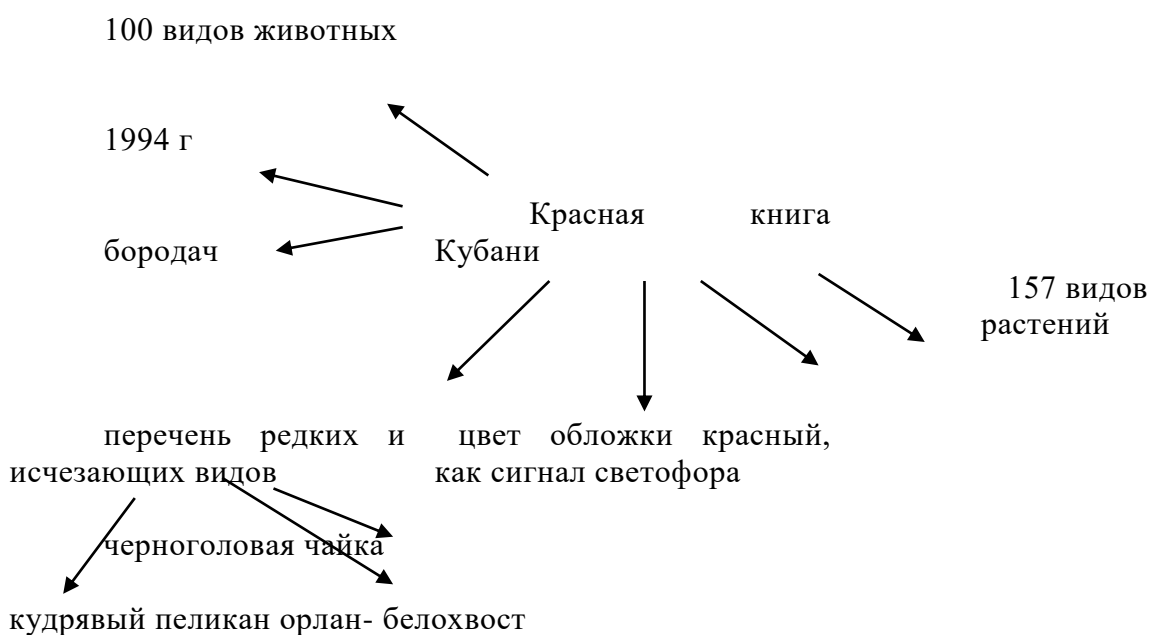 100 видов животных
1994 г
Красная книга
бородач Кубани
157 видов
растений
перечень редких и цвет обложки красный,
исчезающих видов как сигнал светофора
черноголовая чайка
кудрявый пеликан орлан- белохвост